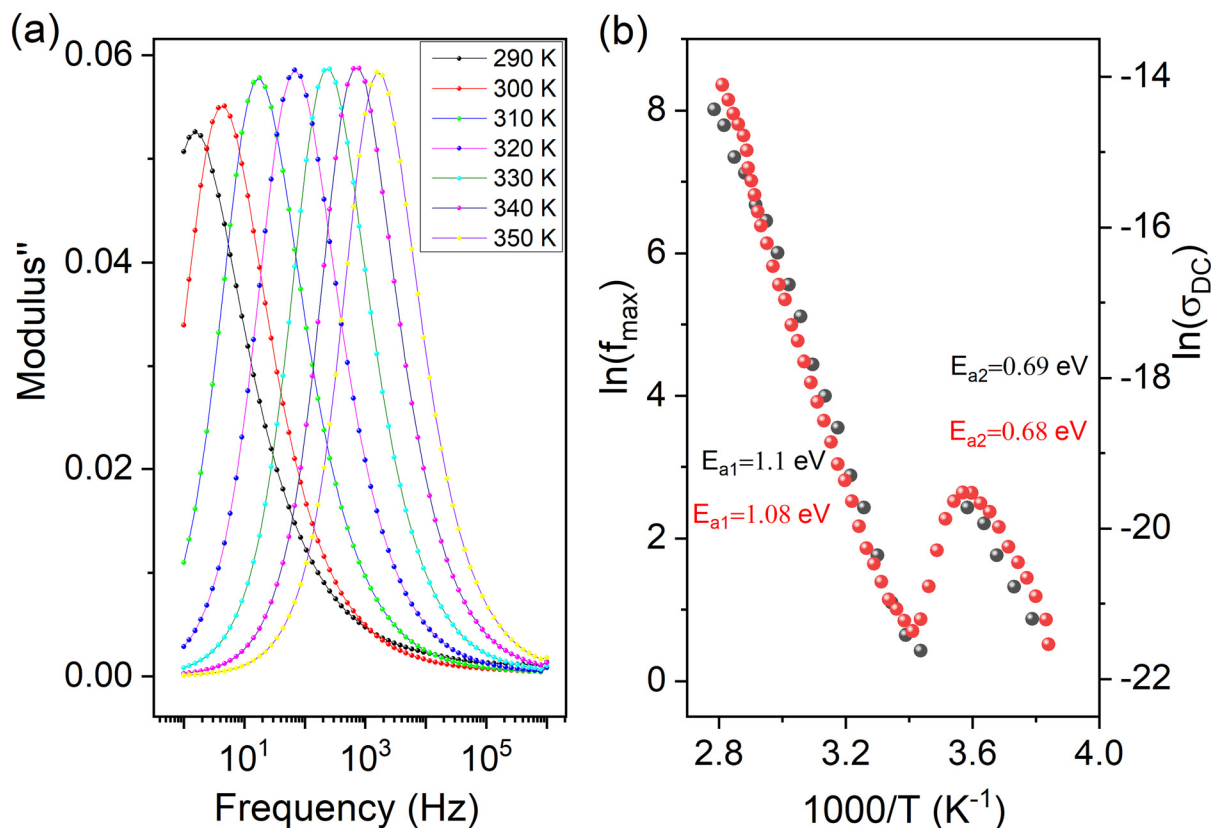 (a)
0.06
0.04
0.02
0.00
Modulus"
290 K
300 K
310 K
320 K
330 K
340 K
350 K
10¹
10³
10⁵
Frequency (Hz)
(b)
8
6
4
2
0
ln(f_max)
E_a2=0.69 eV
E_a2=0.68 eV
E_a1=1.1 eV
E_a1=1.08 eV
-14
-16
-18
-20
-22
ln(σ_DC)
2.8
3.2
3.6
4.0
1000/T (K⁻¹)